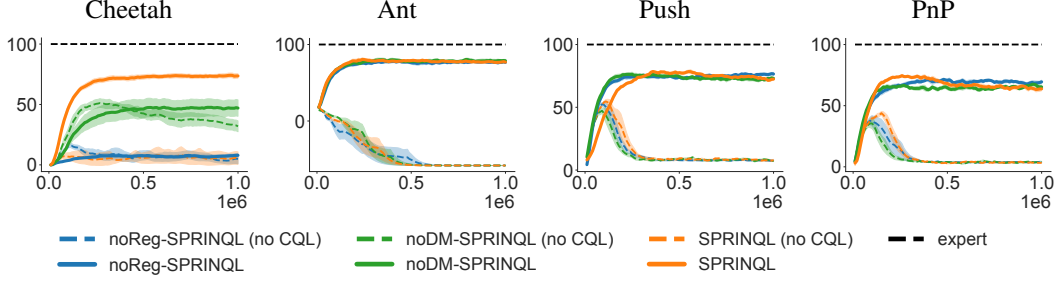 Cheetah Ant Push PnP
100 100 100 100
50 50 50
0 0
0 0
0.0 0.5 1.0 0.0 0.5 1.0 0.0 0.5 1.0 0.0 0.5 1.0
1e6 1e6 1e6 1e6
noReg-SPRINQL (no CQL) noDM-SPRINQL (no CQL) SPRINQL (no CQL) expert
noReg-SPRINQL noDM-SPRINQL SPRINQL